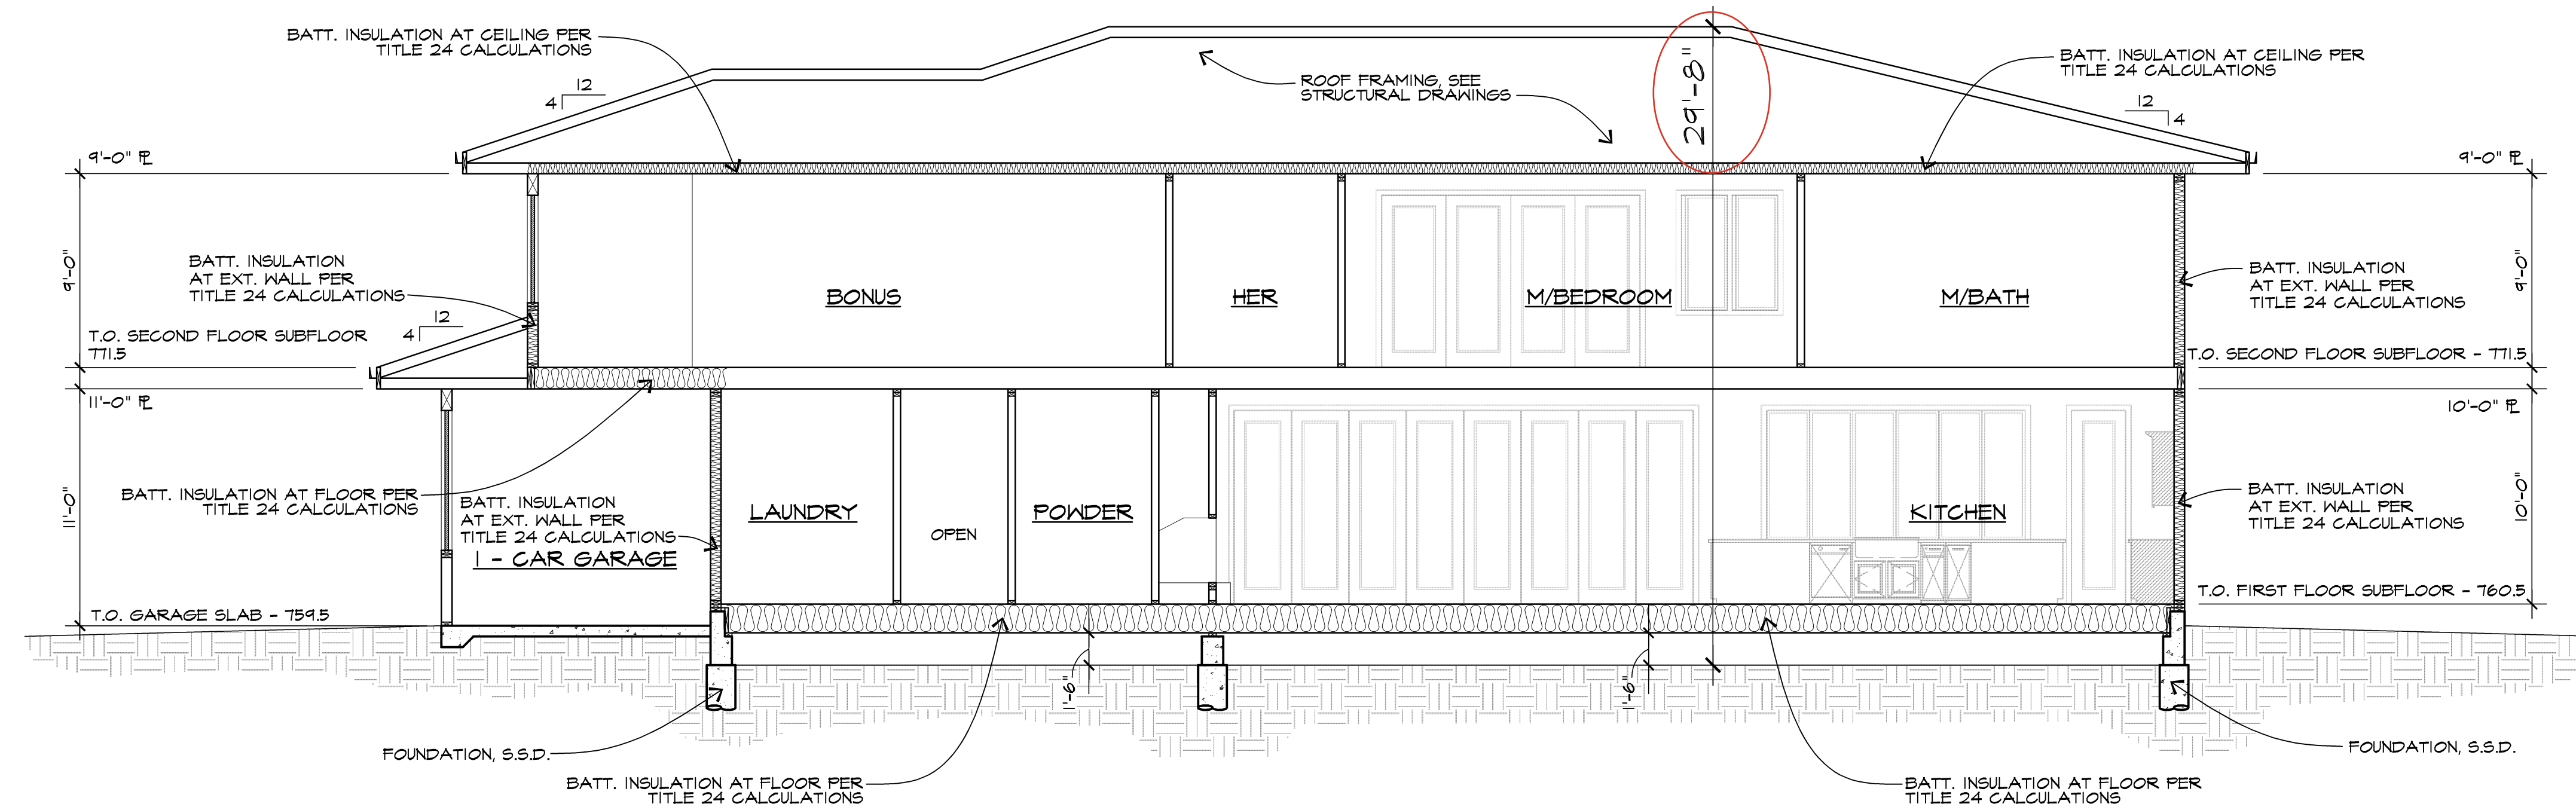 BATT. INSULATION AT CEILING PER
TITLE 24 CALCULATIONS
12
4
ROOF FRAMING, SEE
STRUCTURAL DRAWINGS
29'-8"
BATT. INSULATION AT CEILING PER
TITLE 24 CALCULATIONS
12
4
9'-0" PL
9'-0" PL
9'-0"
BATT. INSULATION
AT EXT. WALL PER
TITLE 24 CALCULATIONS
12
4
T.O. SECOND FLOOR SUBFLOOR
771.5
BONUS
HER
M/BEDROOM
M/BATH
BATT. INSULATION
AT EXT. WALL PER
TITLE 24 CALCULATIONS
9'-0"
T.O. SECOND FLOOR SUBFLOOR - 771.5
11'-0" PL
10'-0" PL
11'-0"
BATT. INSULATION AT FLOOR PER
TITLE 24 CALCULATIONS
BATT. INSULATION
AT EXT. WALL PER
TITLE 24 CALCULATIONS
1 - CAR GARAGE
LAUNDRY
OPEN
POWDER
KITCHEN
BATT. INSULATION
AT EXT. WALL PER
TITLE 24 CALCULATIONS
10'-0"
T.O. GARAGE SLAB - 759.5
T.O. FIRST FLOOR SUBFLOOR - 760.5
1'-6"
1'-6"
FOUNDATION, S.S.D.
FOUNDATION, S.S.D.
BATT. INSULATION AT FLOOR PER
TITLE 24 CALCULATIONS
BATT. INSULATION AT FLOOR PER
TITLE 24 CALCULATIONS